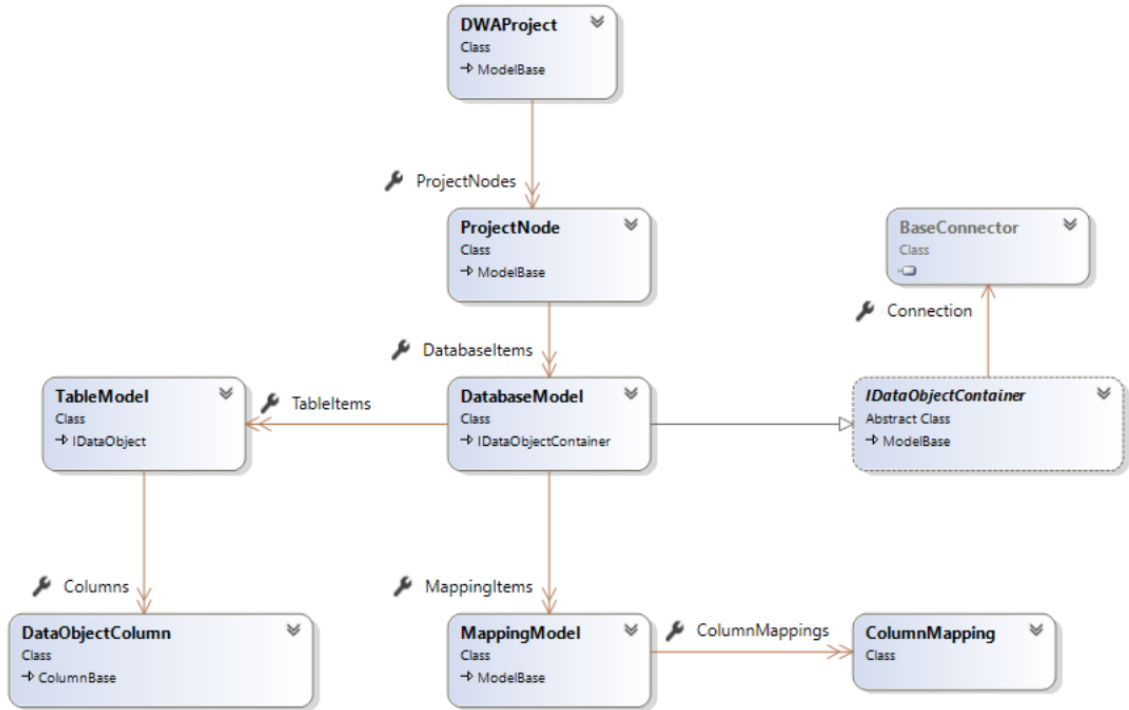 DWAProject
Class
ModelBase
ProjectNodes
ProjectNode
Class
ModelBase
BaseConnector
Class
Connection
DatabaseItems
TableModel
Class
IDataObject
TableItems
DatabaseModel
Class
IDataObjectContainer
IDataObjectContainer
Abstract Class
ModelBase
Columns
MappingItems
DataObjectColumn
Class
ColumnBase
MappingModel
Class
ModelBase
ColumnMappings
ColumnMapping
Class